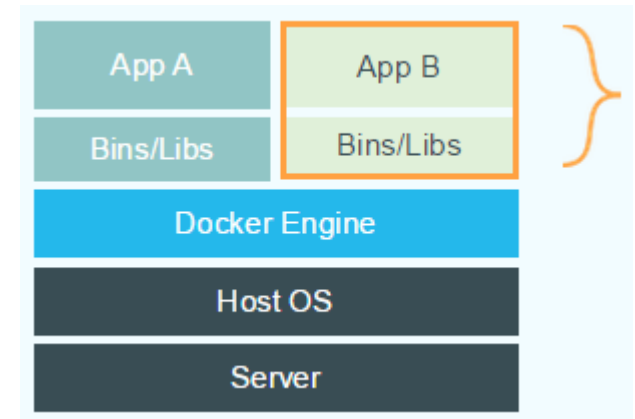 App A
App B
Bins/Libs
Bins/Libs
Docker Engine
Host OS
Server